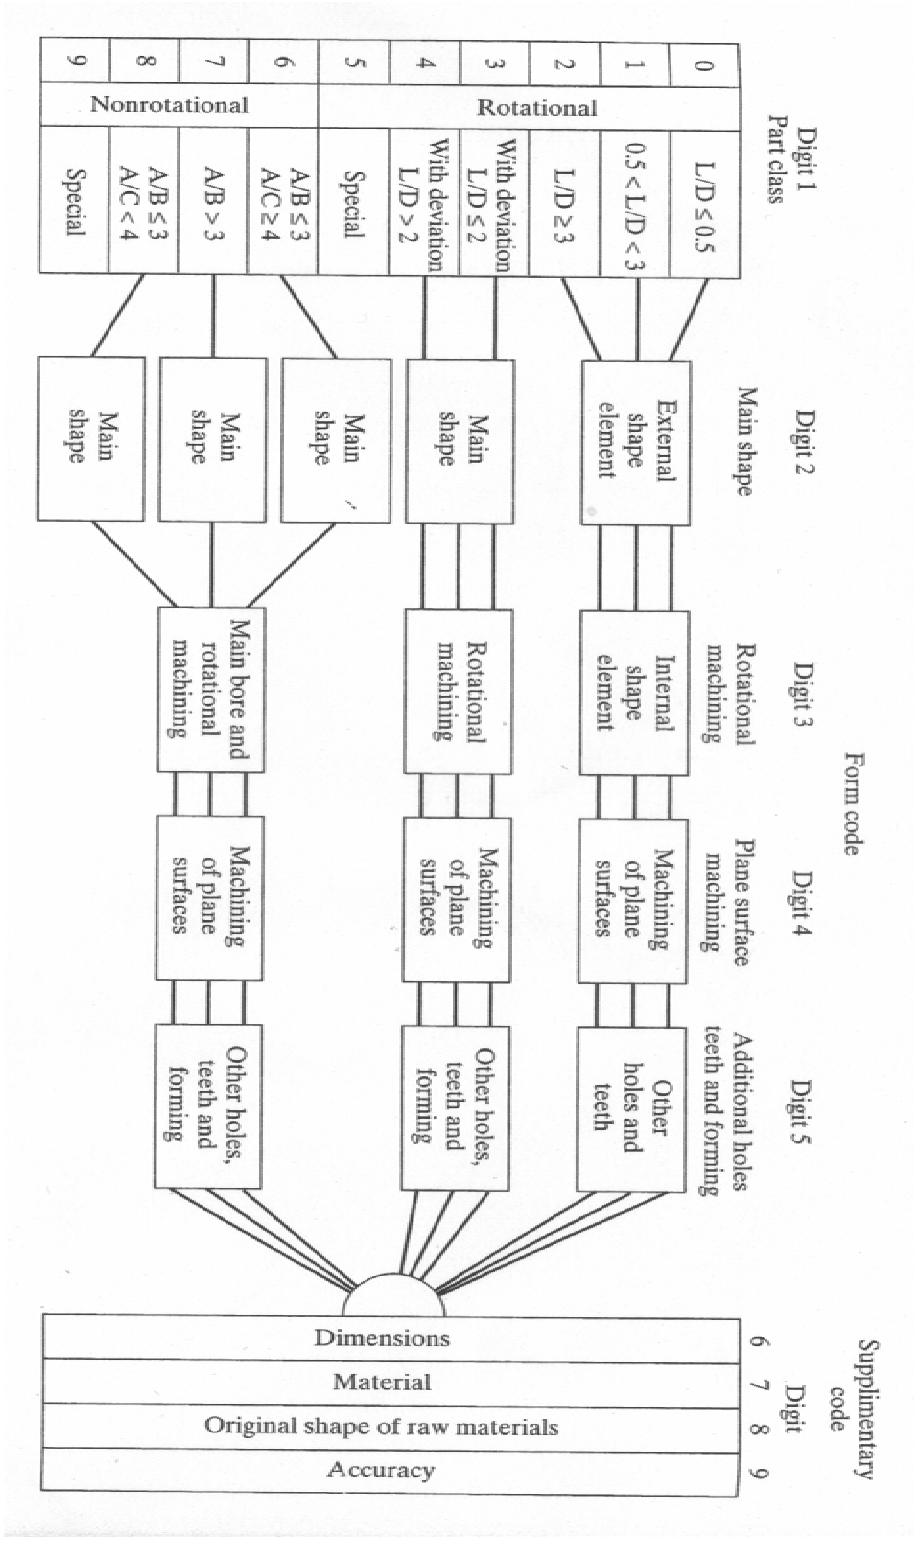 Form code
Supplimentary
code
Digit 1
Part class
Digit 2
Main shape
Digit 3
Rotational
machining
Digit 4
Plane surface
machining
Digit 5
Additional holes
teeth and forming
Digit
6
7
8
9
0
L/D ≤ 0.5
1
0.5 < L/D < 3
2
L/D ≥ 3
3
With deviation
L/D ≤ 2
4
With deviation
L/D > 2
5
Special
6
A/B ≤ 3
A/C ≥ 4
7
A/B > 3
8
A/B ≤ 3
A/C < 4
9
Special
Rotational
Nonrotational
External
shape
element
Internal
shape
element
Machining
of plane
surfaces
Other
holes and
teeth
Main
shape
Rotational
machining
Machining
of plane
surfaces
Other holes,
teeth and
forming
Main
shape
Main
shape
Main
shape
Main bore and
rotational
machining
Machining
of plane
surfaces
Other holes,
teeth and
forming
Dimensions
Material
Original shape of raw materials
Accuracy